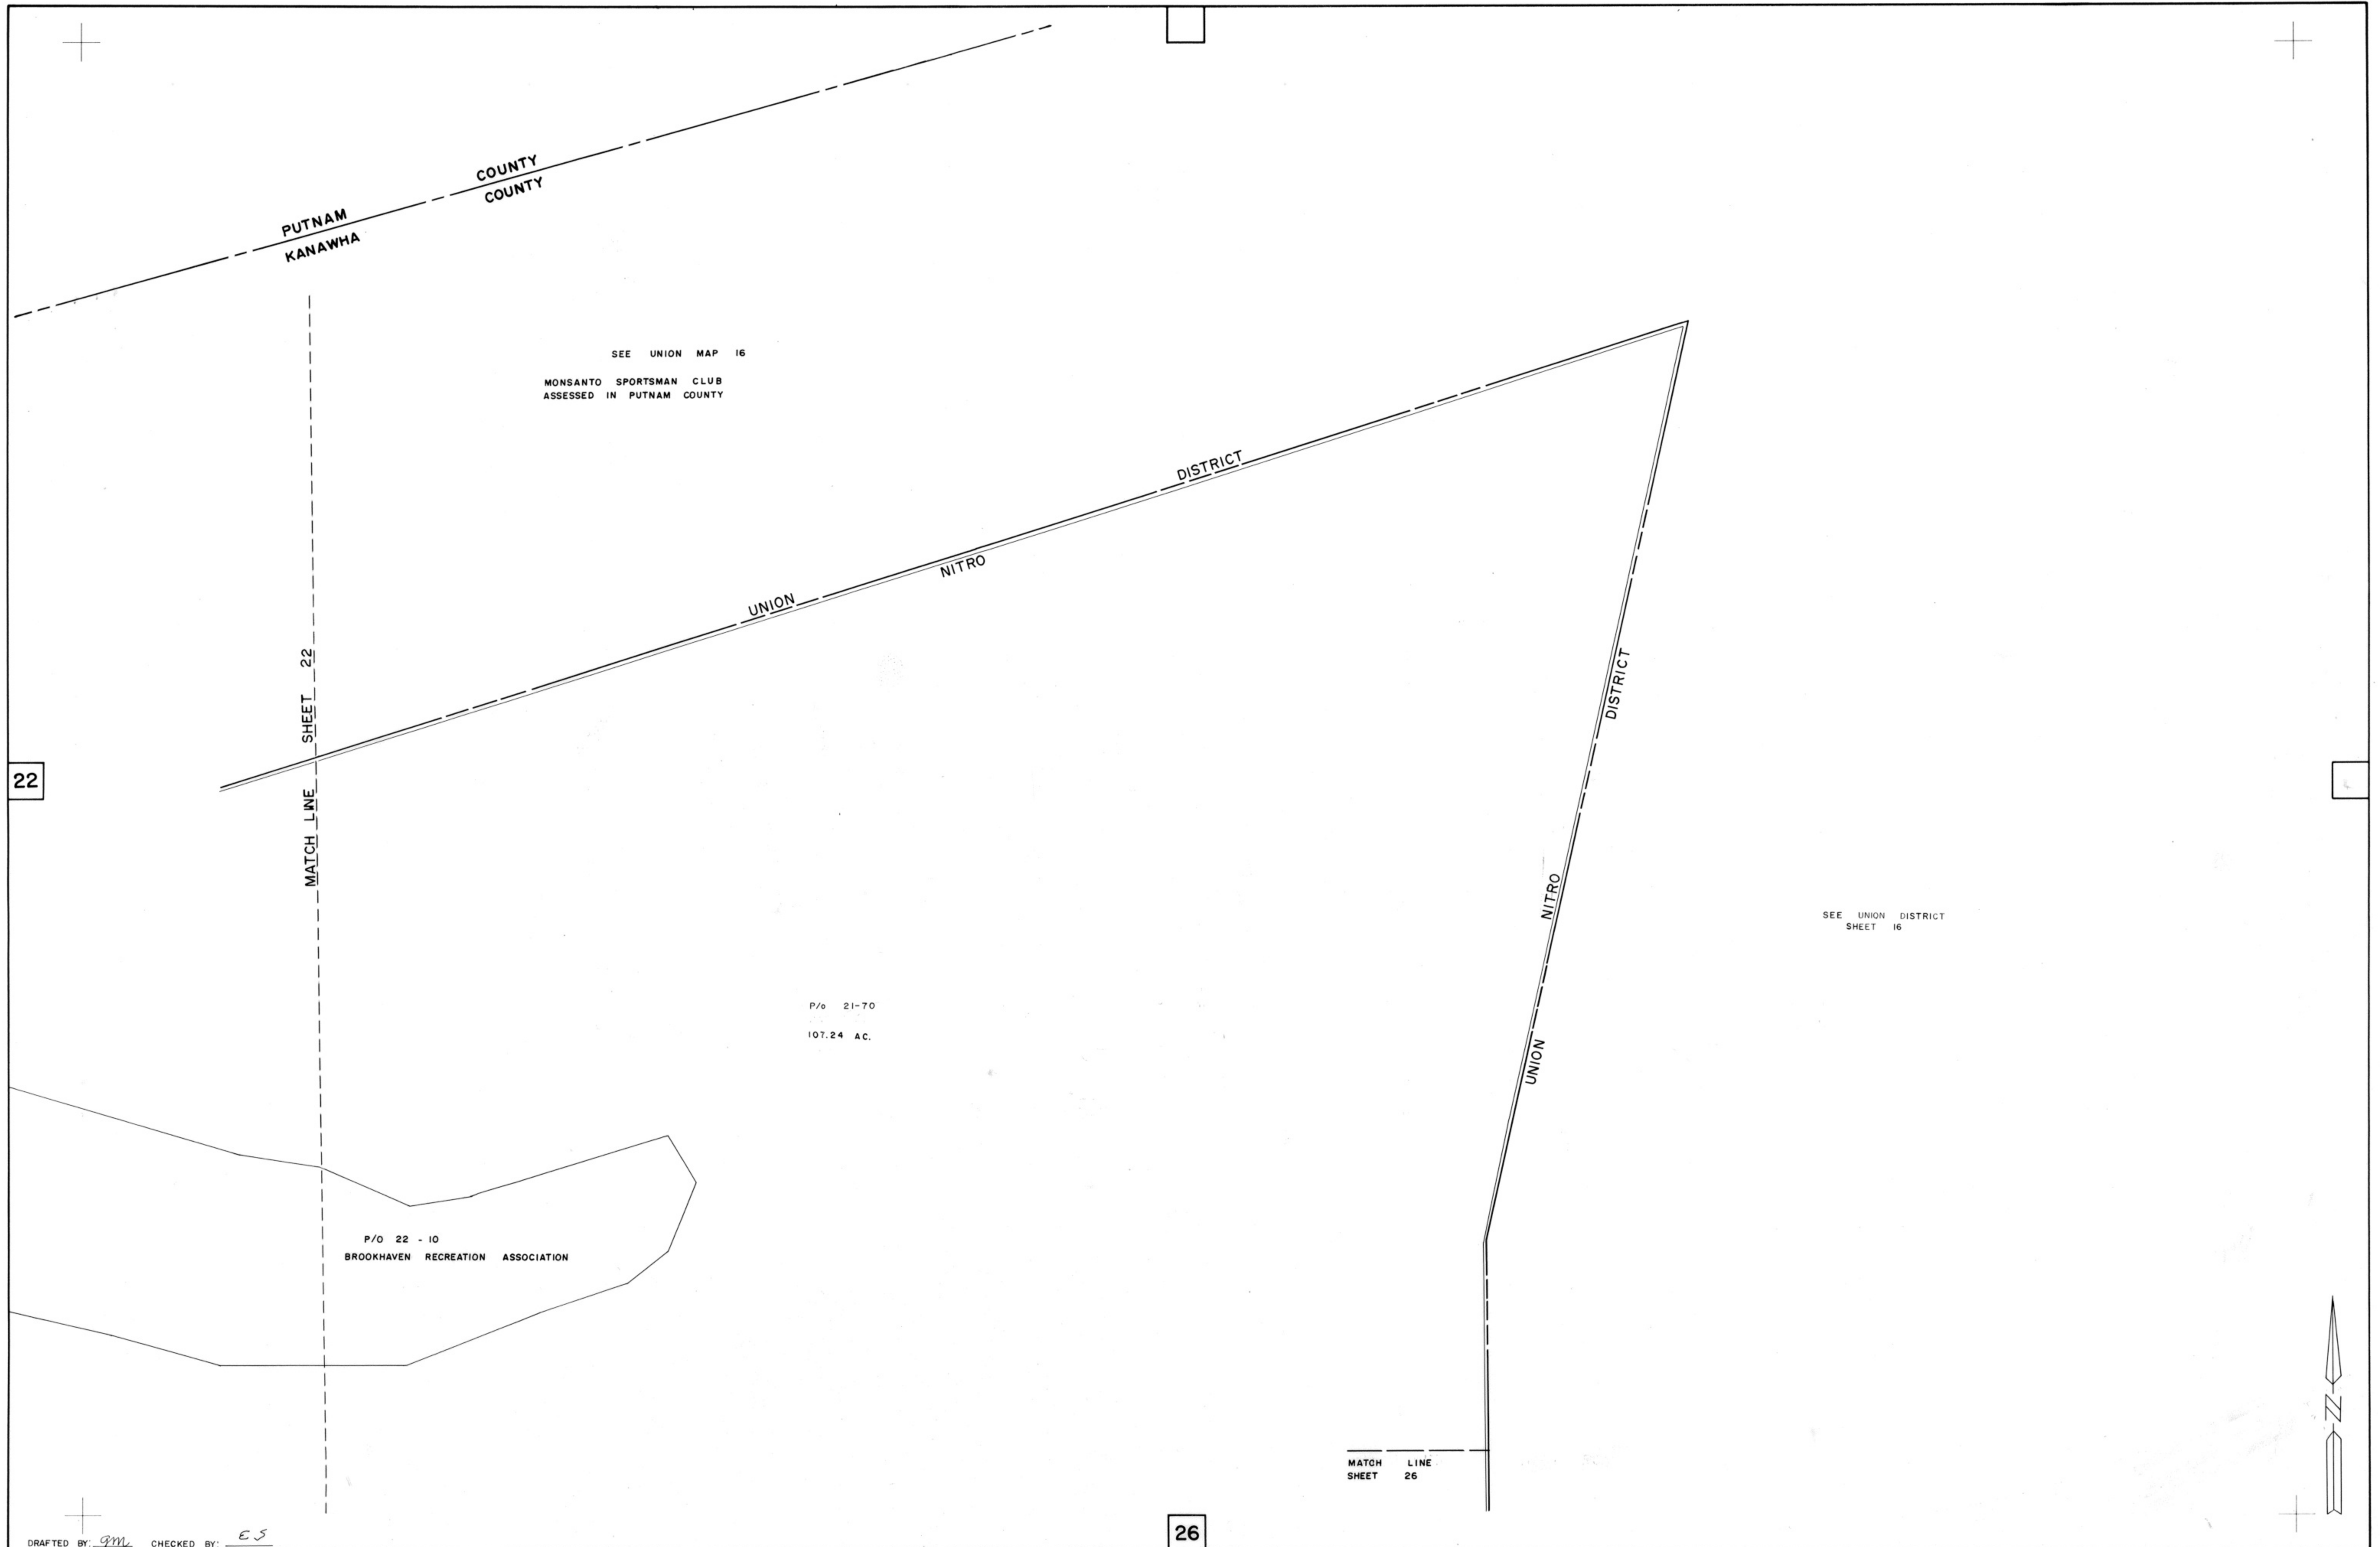 PUTNAM COUNTY
KANAWHA COUNTY
SEE UNION MAP 16
MONSANTO SPORTSMAN CLUB
ASSESSED IN PUTNAM COUNTY
UNION DISTRICT
NITRO
MATCH LINE SHEET 22
22
NITRO DISTRICT
UNION
SEE UNION DISTRICT
SHEET 16
P/o 21-70
107.24 AC.
P/O 22 - 10
BROOKHAVEN RECREATION ASSOCIATION
MATCH LINE
SHEET 26
N
26
DRAFTED BY: gm CHECKED BY: ES